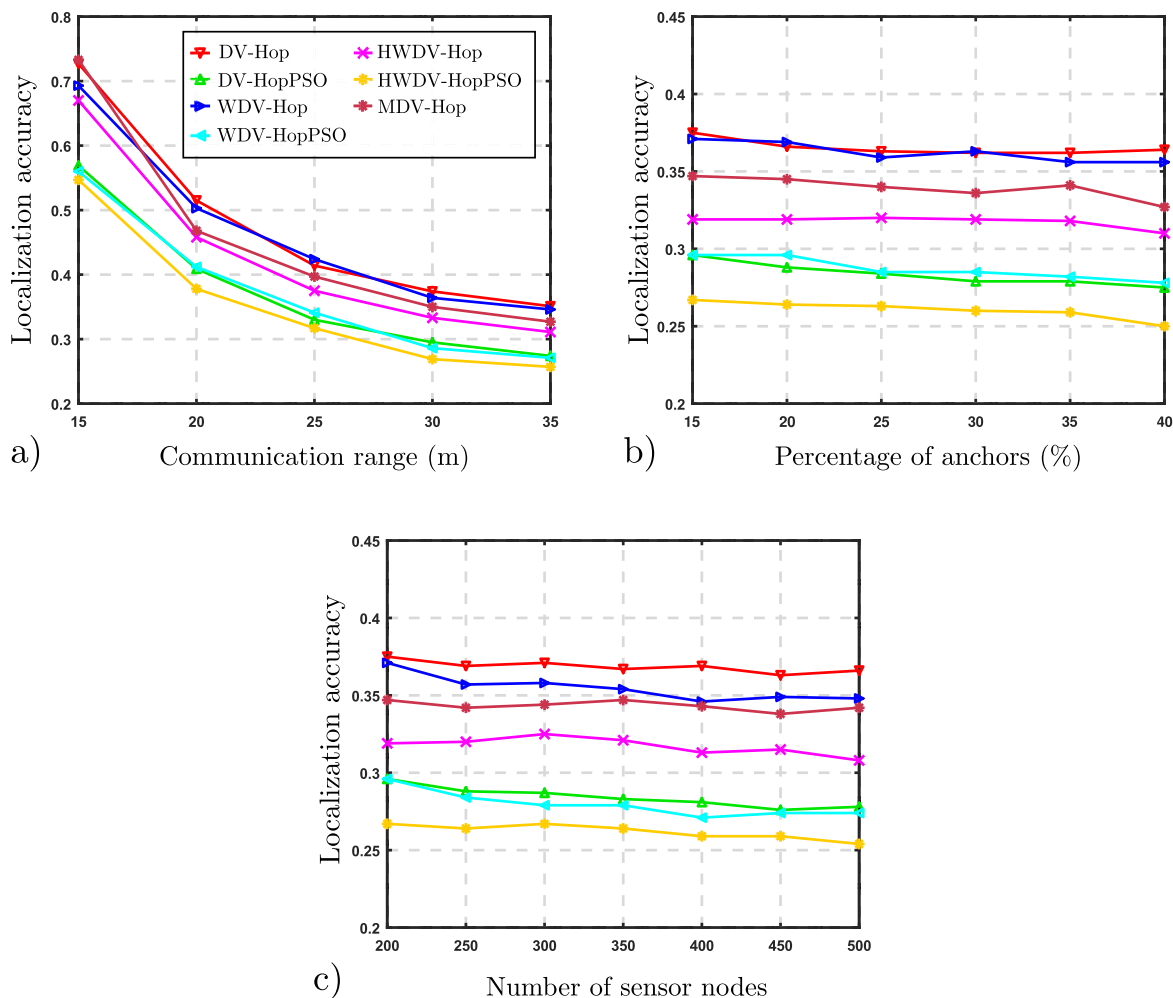 0.8
0.7
0.6
0.5
0.4
0.3
0.2
Localization accuracy
DV-Hop
DV-HopPSO
WDV-Hop
WDV-HopPSO
HWDV-Hop
HWDV-HopPSO
MDV-Hop
15 20 25 30 35
a) Communication range (m)
0.45
0.4
0.35
0.3
0.25
0.2
Localization accuracy
15 20 25 30 35 40
b) Percentage of anchors (%)
0.45
0.4
0.35
0.3
0.25
0.2
Localization accuracy
200 250 300 350 400 450 500
c) Number of sensor nodes